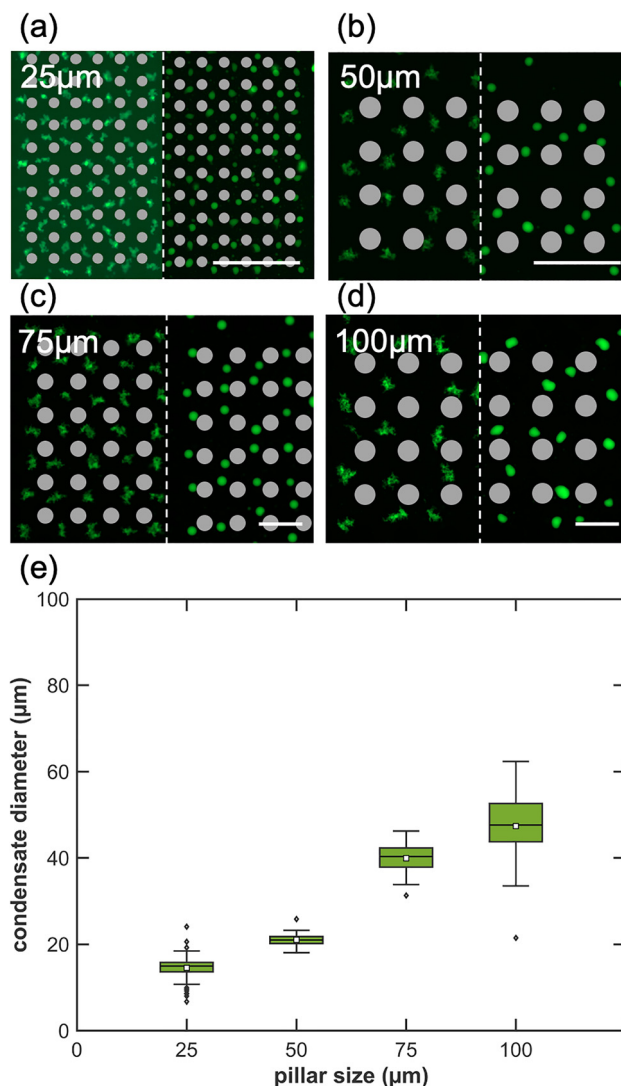 (a)
(b)
25µm
50µm
(c)
(d)
75µm
100µm
(e)
100
80
60
40
20
0
condensate diameter (µm)
0
25
50
75
100
pillar size (µm)